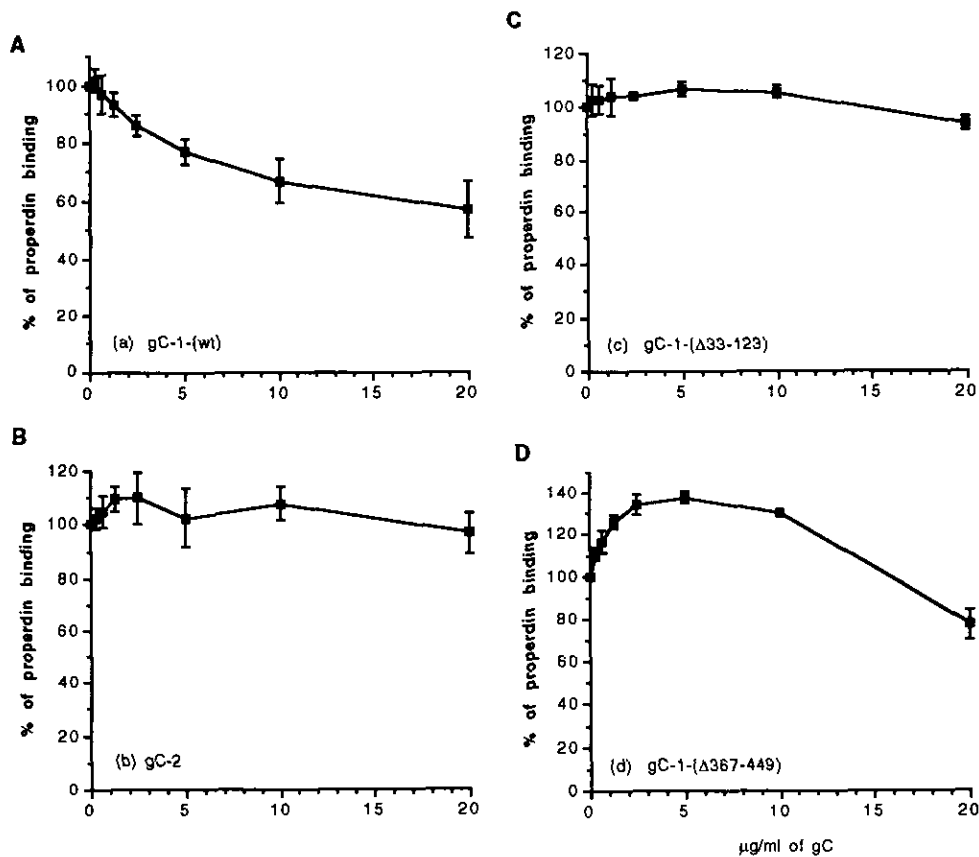 A
% of properdin binding
100
80
60
40
20
0
(a) gC-1-(wt)
0 5 10 15 20
B
% of properdin binding
120
100
80
60
40
20
0
(b) gC-2
0 5 10 15 20
C
% of properdin binding
120
100
80
60
40
20
0
(c) gC-1-(Δ33-123)
0 5 10 15 20
D
% of properdin binding
140
120
100
80
60
40
20
0
(d) gC-1-(Δ367-449)
0 5 10 15 20
µg/ml of gC